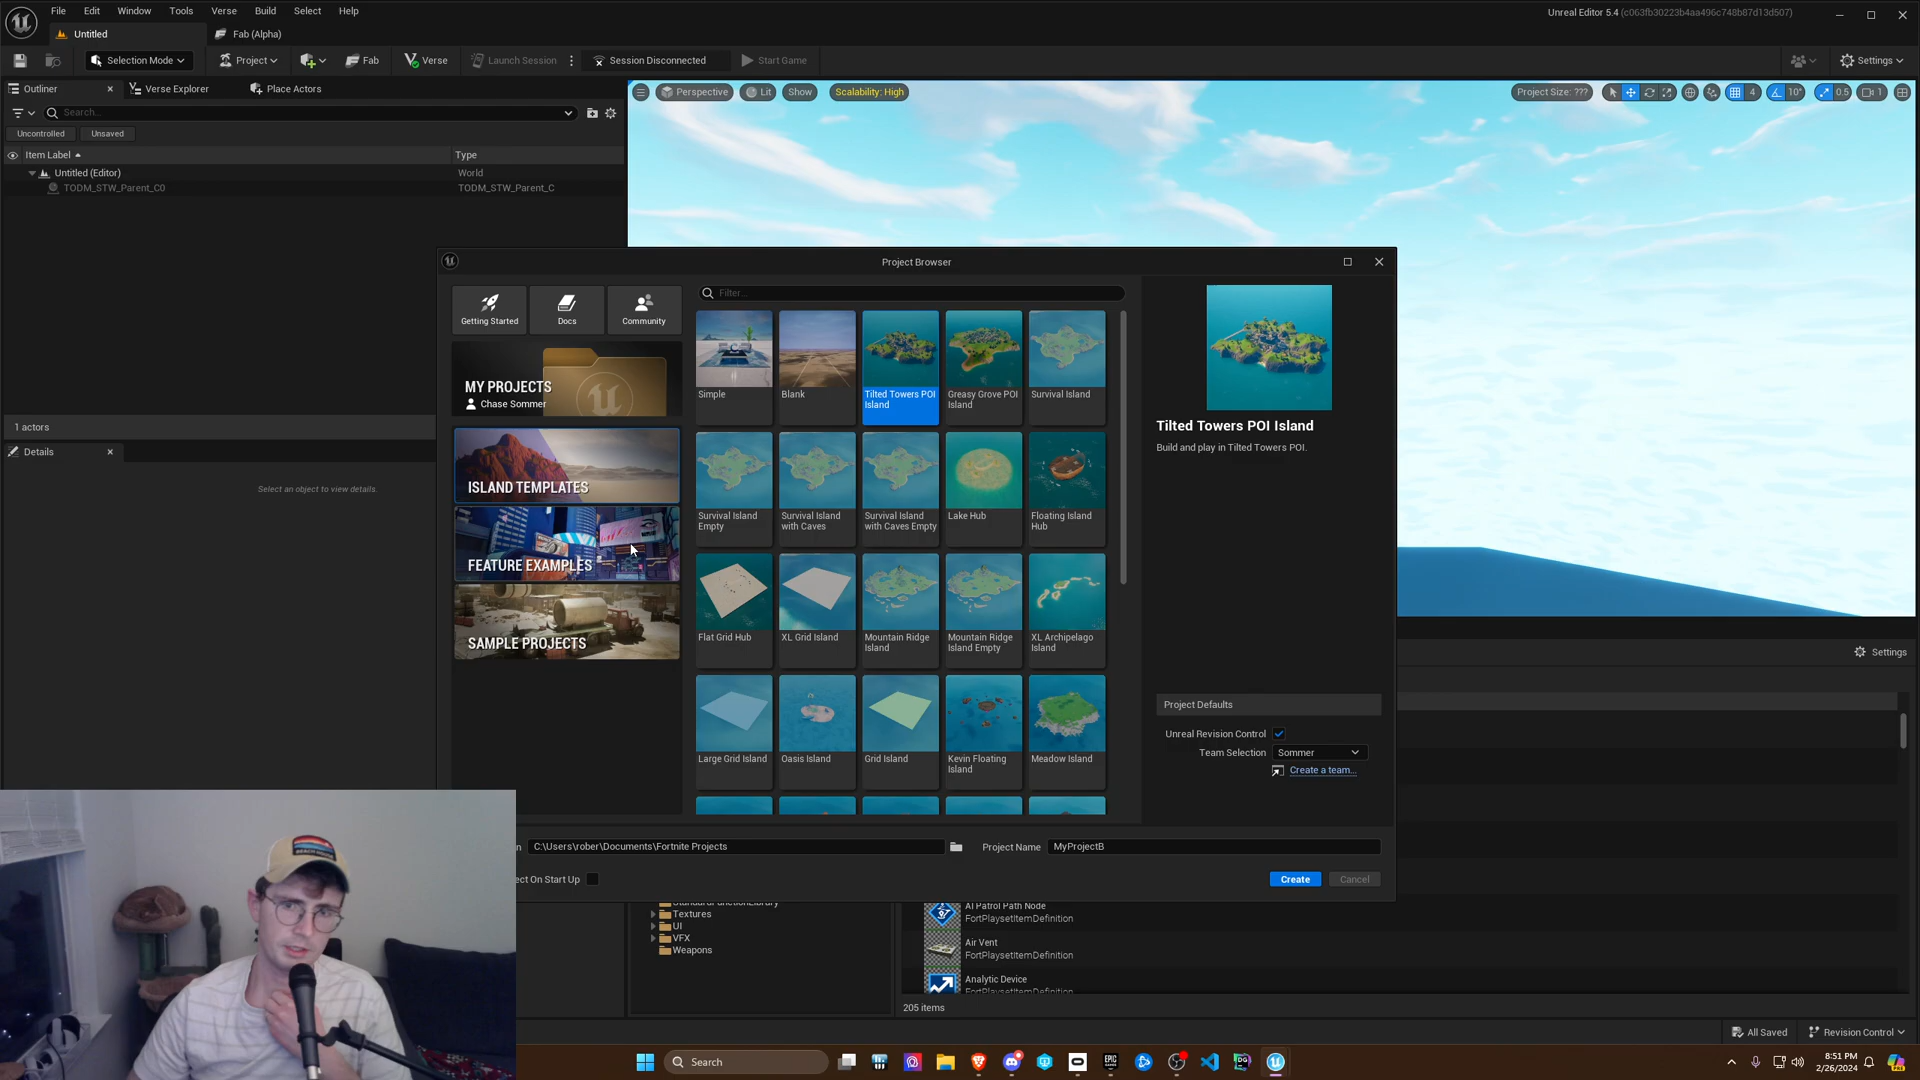 File Edit Window Tools Verse Build Select Help
Unreal Editor 5.4 (c063fb30223b4aa496c748b87d13d507)
Untitled
Fab (Alpha)
Selection Mode
Project
Fab
Verse
Launch Session
Session Disconnected
Start Game
Settings
Outliner
Verse Explorer
Place Actors
Perspective
Lit
Show
Scalability: High
Project Size: ???
4
10°
0.5
1
Search...
Uncontrolled
Unsaved
Item Label
Type
Untitled (Editor)
World
TODM_STW_Parent_C0
TODM_STW_Parent_C
1 actors
Details
Select an object to view details.
Project Browser
Getting Started
Docs
Community
MY PROJECTS
Chase Sommer
ISLAND TEMPLATES
FEATURE EXAMPLES
SAMPLE PROJECTS
Filter...
Simple
Blank
Tilted Towers POI
Island
Greasy Grove POI
Island
Survival Island
Survival Island
Empty
Survival Island
with Caves
Survival Island
with Caves Empty
Lake Hub
Floating Island
Hub
Flat Grid Hub
XL Grid Island
Mountain Ridge
Island
Mountain Ridge
Island Empty
XL Archipelago
Island
Large Grid Island
Oasis Island
Grid Island
Kevin Floating
Island
Meadow Island
Tilted Towers POI Island
Build and play in Tilted Towers POI.
Project Defaults
Unreal Revision Control
Team Selection
Sommer
Create a team...
C:\Users\rober\Documents\Fortnite Projects
Project Name
MyProjectB
ect On Start Up
Create
Cancel
Settings
Textures
UI
VFX
Weapons
AI Patrol Path Node
FortPlaysetItemDefinition
Air Vent
FortPlaysetItemDefinition
Analytic Device
FortPlaysetItemDefinition
205 items
All Saved
Revision Control
Search
8:51 PM
2/26/2024